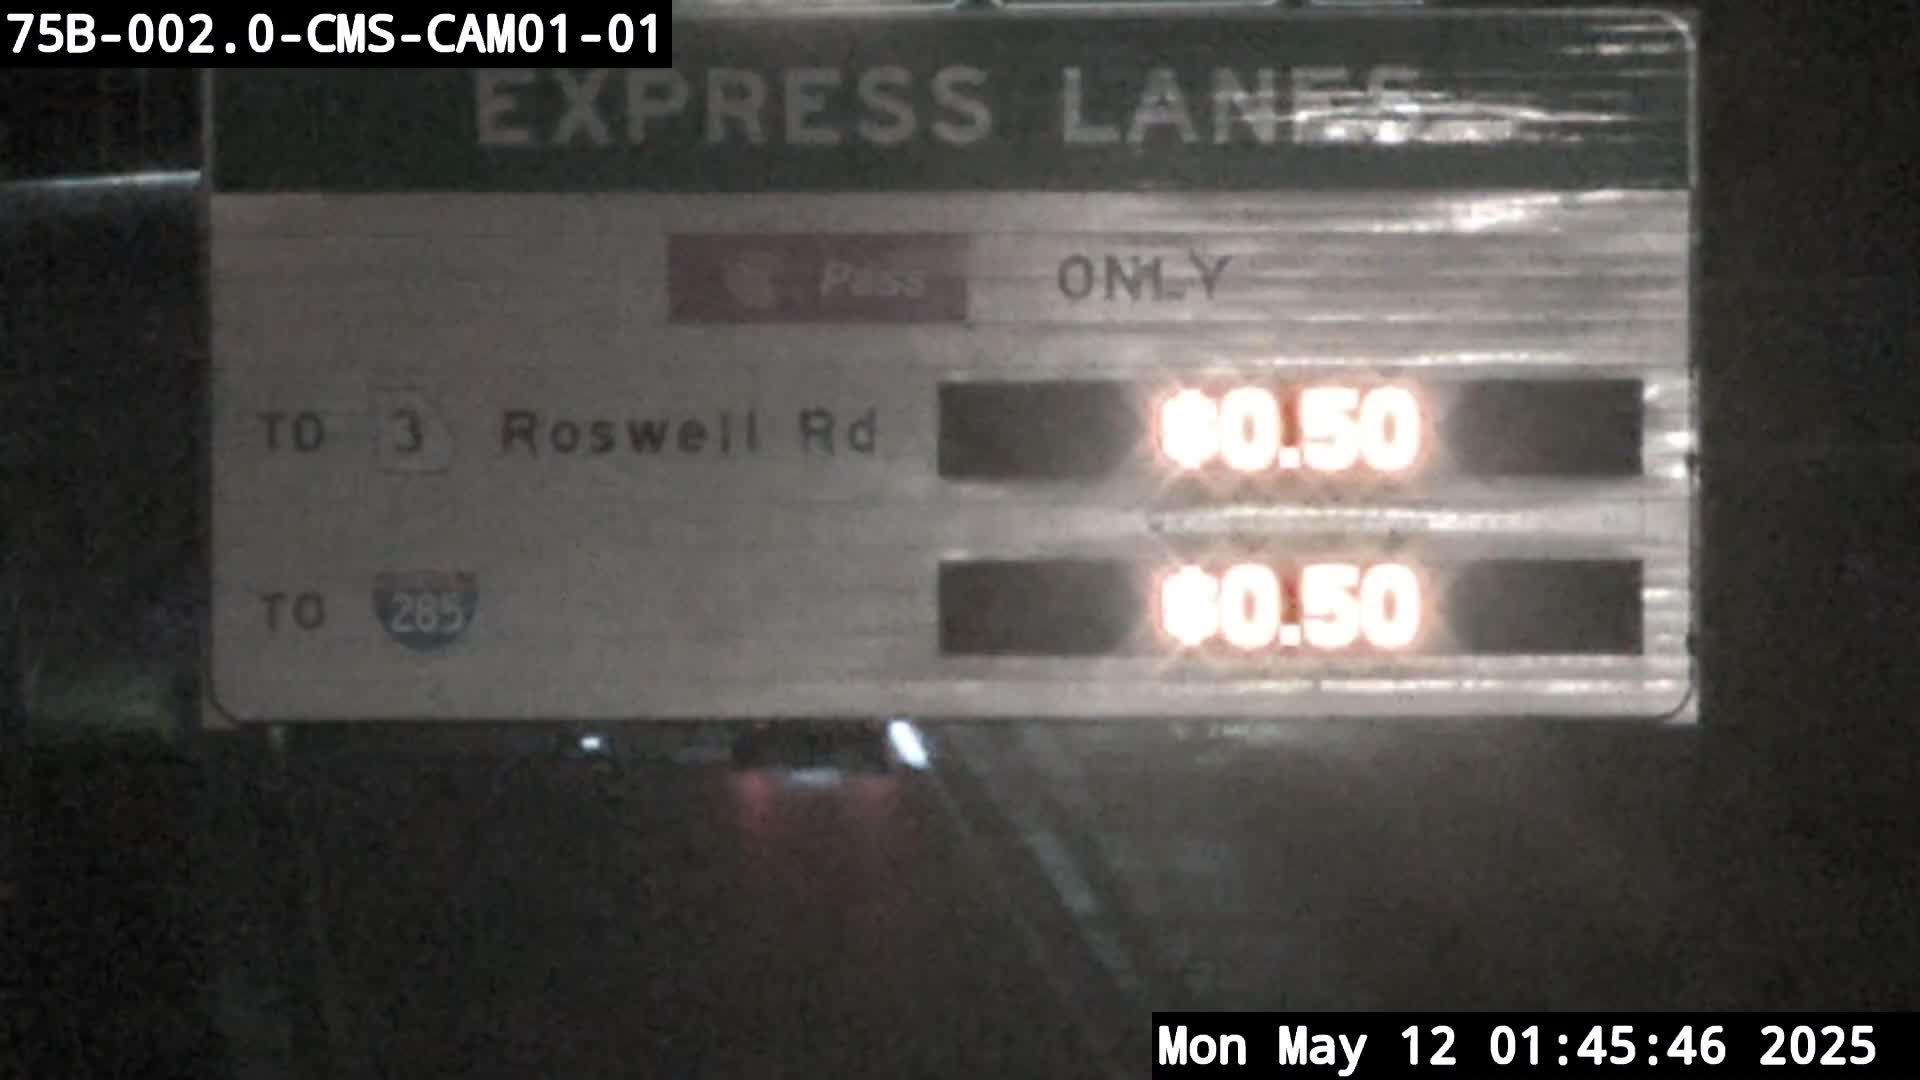 75B-002.0-CMS-CAM01-01
EXPRESS LANES
Pass ONLY
TO 3 Roswell Rd $0.50
TO 285 $0.50
Mon May 12 01:45:46 2025